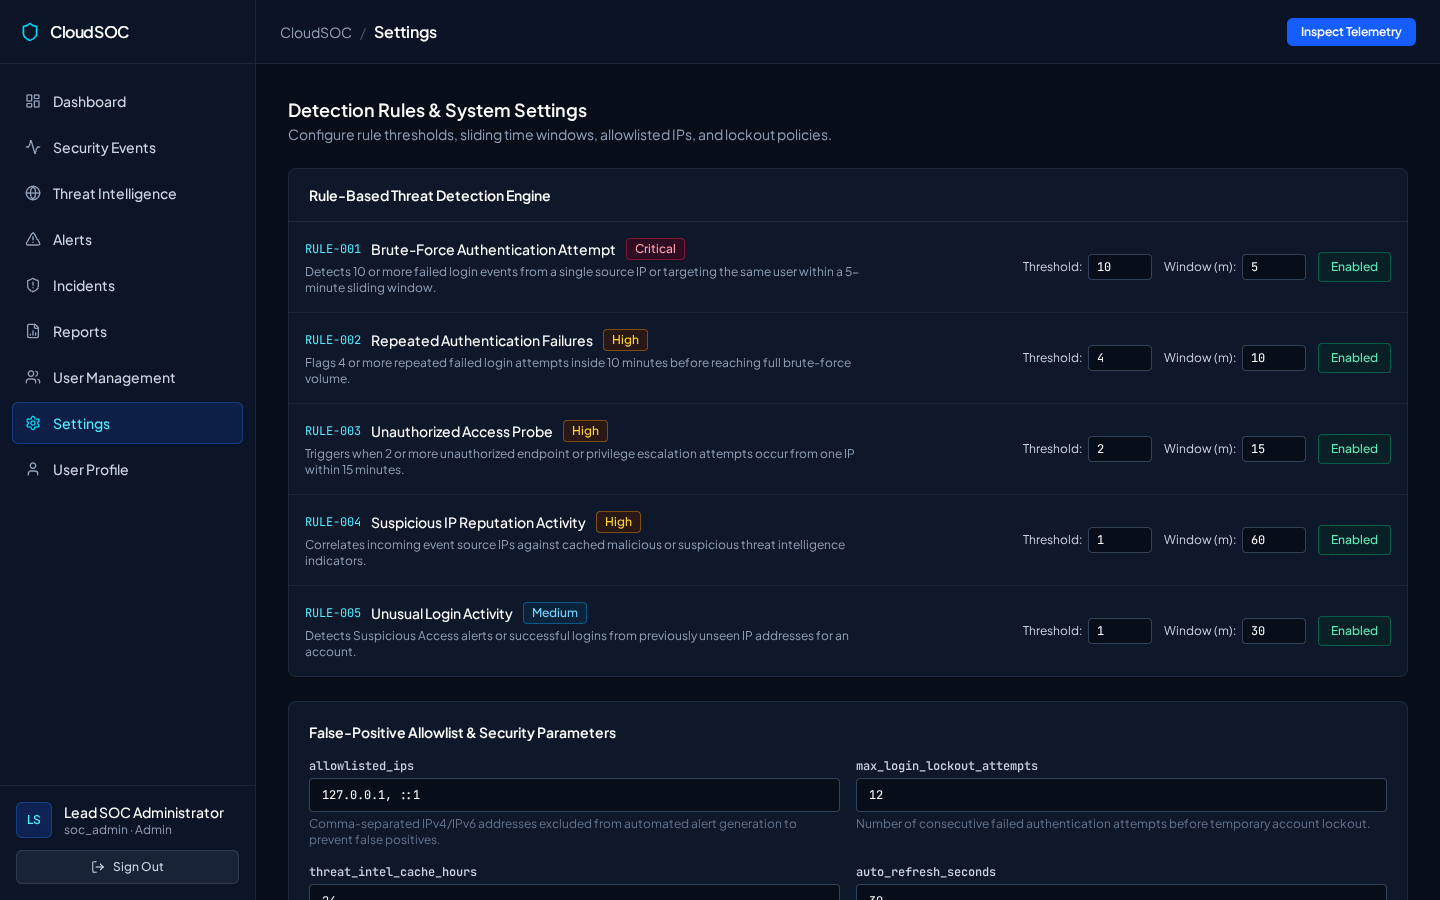 CloudSOC
CloudSOC / Settings
Inspect Telemetry
Dashboard
Security Events
Threat Intelligence
Alerts
Incidents
Reports
User Management
Settings
User Profile
LS
Lead SOC Administrator
soc_admin · Admin
Sign Out
Detection Rules & System Settings
Configure rule thresholds, sliding time windows, allowlisted IPs, and lockout policies.
Rule-Based Threat Detection Engine
RULE-001 Brute-Force Authentication Attempt Critical
Detects 10 or more failed login events from a single source IP or targeting the same user within a 5-
minute sliding window.
Threshold: 10 Window (m): 5 Enabled
RULE-002 Repeated Authentication Failures High
Flags 4 or more repeated failed login attempts inside 10 minutes before reaching full brute-force
volume.
Threshold: 4 Window (m): 10 Enabled
RULE-003 Unauthorized Access Probe High
Triggers when 2 or more unauthorized endpoint or privilege escalation attempts occur from one IP
within 15 minutes.
Threshold: 2 Window (m): 15 Enabled
RULE-004 Suspicious IP Reputation Activity High
Correlates incoming event source IPs against cached malicious or suspicious threat intelligence
indicators.
Threshold: 1 Window (m): 60 Enabled
RULE-005 Unusual Login Activity Medium
Detects Suspicious Access alerts or successful logins from previously unseen IP addresses for an
account.
Threshold: 1 Window (m): 30 Enabled
False-Positive Allowlist & Security Parameters
allowlisted_ips
127.0.0.1, ::1
Comma-separated IPv4/IPv6 addresses excluded from automated alert generation to
prevent false positives.
max_login_lockout_attempts
12
Number of consecutive failed authentication attempts before temporary account lockout.
threat_intel_cache_hours
auto_refresh_seconds